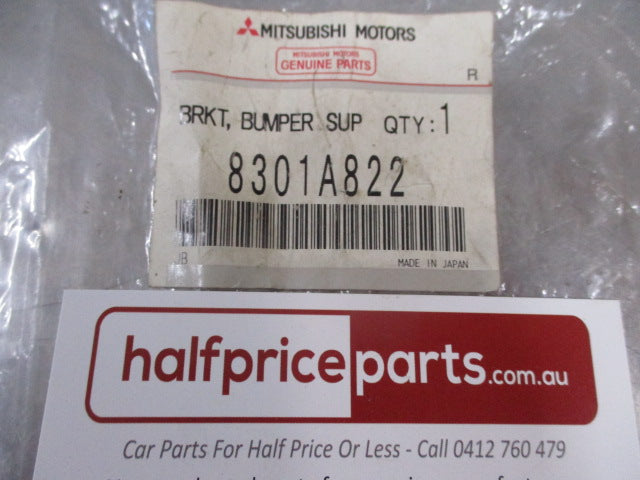 MITSUBISHI MOTORS
MITSUBISHI MOTORS
GENUINE PARTS
R
BRKT, BUMPER SUP QTY:1
8301A822
B MADE IN JAPAN
halfpriceparts.com.au
Car Parts For Half Price Or Less - Call 0412 760 479